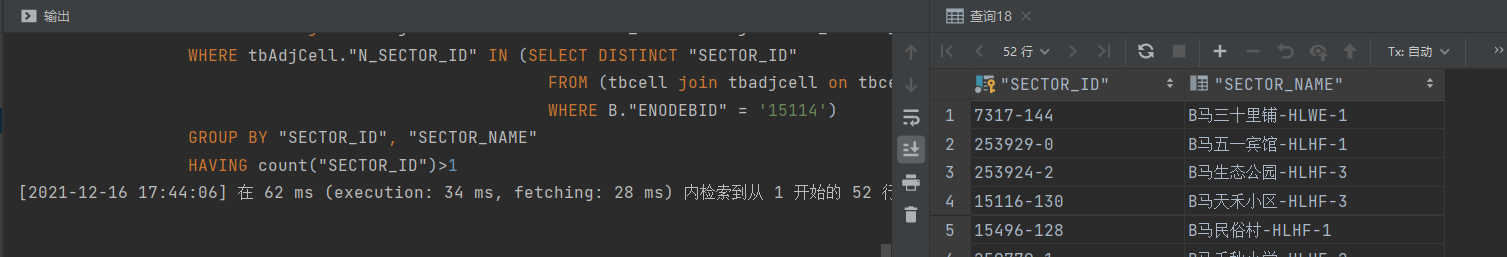 输出
WHERE tbAdjCell."N_SECTOR_ID" IN (SELECT DISTINCT "SECTOR_ID"
FROM (tbcell join tbadjcell on tbce
WHERE B."ENODEBID" = '15114')
GROUP BY "SECTOR_ID", "SECTOR_NAME"
HAVING count("SECTOR_ID")>1
[2021-12-16 17:44:06] 在 62 ms (execution: 34 ms, fetching: 28 ms) 内检索到从 1 开始的 52 行
查询18
52 行
Tx: 自动
"SECTOR_ID" "SECTOR_NAME"
1 7317-144 B马三十里铺-HLWE-1
2 253929-0 B马五一宾馆-HLHF-1
3 253924-2 B马生态公园-HLHF-3
4 15116-130 B马天禾小区-HLHF-3
5 15496-128 B马民俗村-HLHF-1